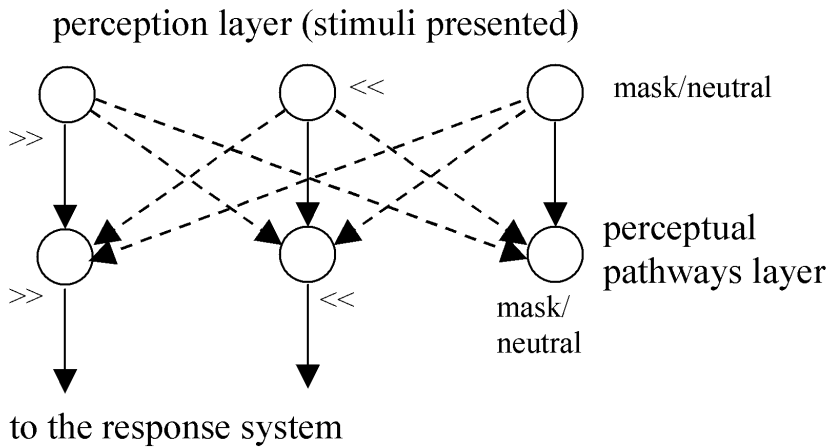 perception layer (stimuli presented)
<<
mask/neutral
>>
perceptual
pathways layer
>>
<<
mask/
neutral
to the response system